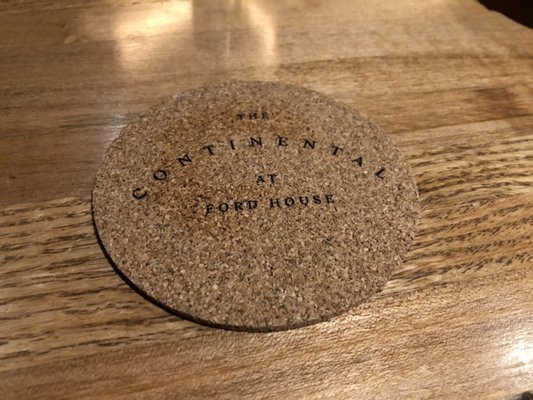 THE
CONTINENTAL
AT
FORD HOUSE